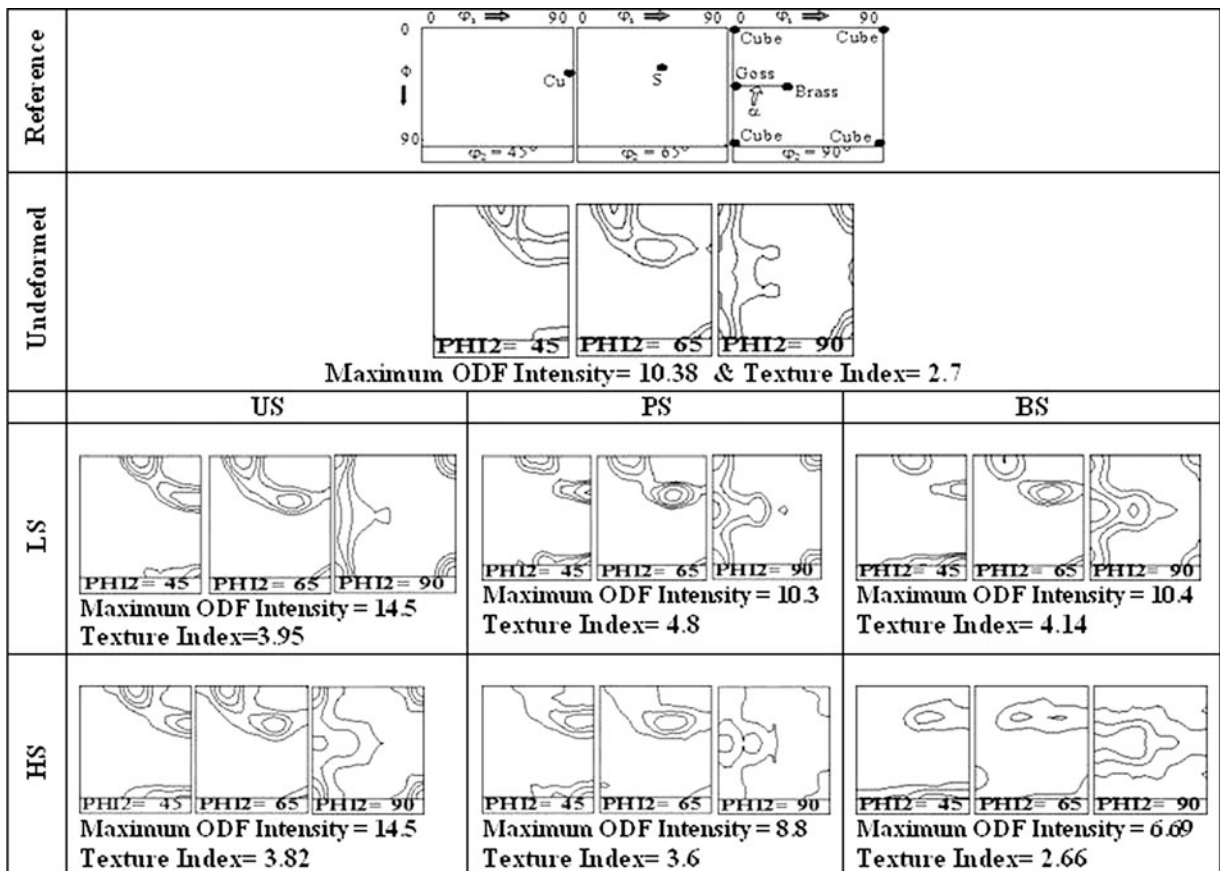 Reference
0 φ₁ ⇒ 90 0 φ₁ ⇒ 90 0 φ₁ ⇒ 90
0
Φ
90
Cu
S
Cube Cube
Goss
Brass
α
Cube Cube
φ₂ = 45° φ₂ = 65° φ₂ = 90°
Undeformed
PHI2= 45 PHI2= 65 PHI2= 90
Maximum ODF Intensity= 10.38 & Texture Index= 2.7
US PS BS
LS
PHI2= 45 PHI2= 65 PHI2= 90
Maximum ODF Intensity = 14.5
Texture Index=3.95
PHI2= 45 PHI2= 65 PHI2= 90
Maximum ODF Intensity = 10.3
Texture Index= 4.8
PHI2= 45 PHI2= 65 PHI2= 90
Maximum ODF Intensity = 10.4
Texture Index= 4.14
HS
PHI2= 45 PHI2= 65 PHI2= 90
Maximum ODF Intensity = 14.5
Texture Index= 3.82
PHI2= 45 PHI2= 65 PHI2= 90
Maximum ODF Intensity = 8.8
Texture Index= 3.6
PHI2= 45 PHI2= 65 PHI2= 90
Maximum ODF Intensity = 6.69
Texture Index= 2.66